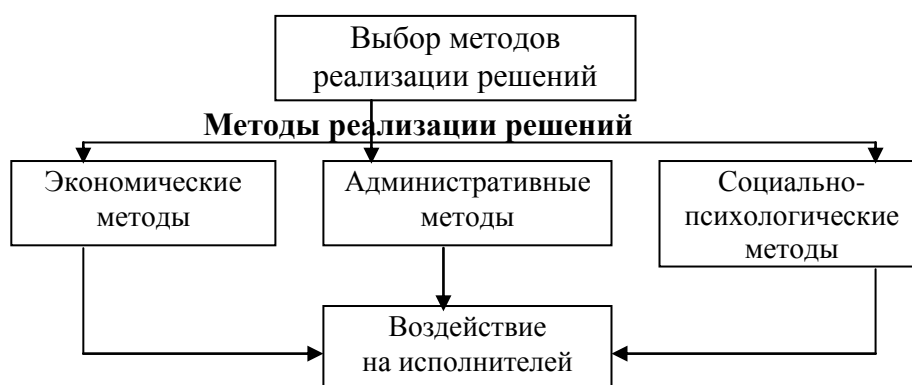 Выбор методов
реализации решений
Методы реализации решений
Экономические
методы
Административные
методы
Социально-
психологические
методы
Воздействие
на исполнителей